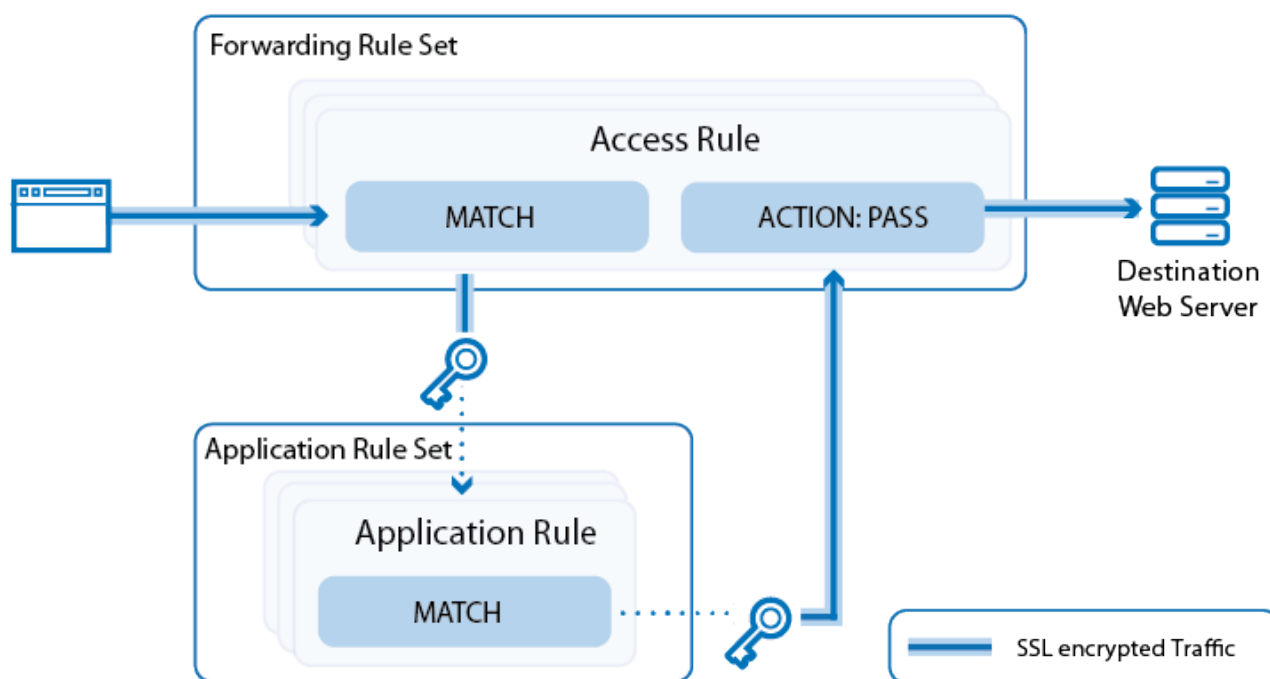 Forwarding Rule Set
Access Rule
MATCH
ACTION: PASS
Destination
Web Server
Application Rule Set
Application Rule
MATCH
SSL encrypted Traffic